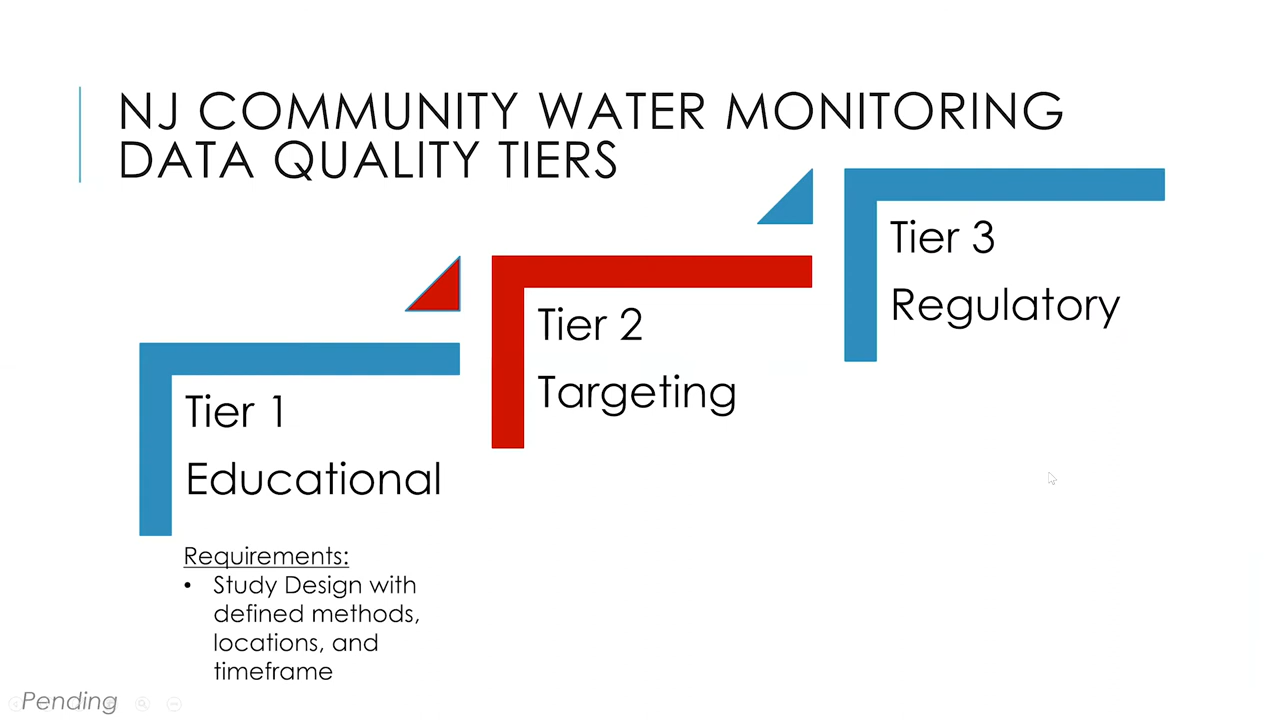 NJ COMMUNITY WATER MONITORING
DATA QUALITY TIERS
Tier 1
Educational
Requirements:
• Study Design with
defined methods,
locations, and
timeframe
Tier 2
Targeting
Tier 3
Regulatory
Pending